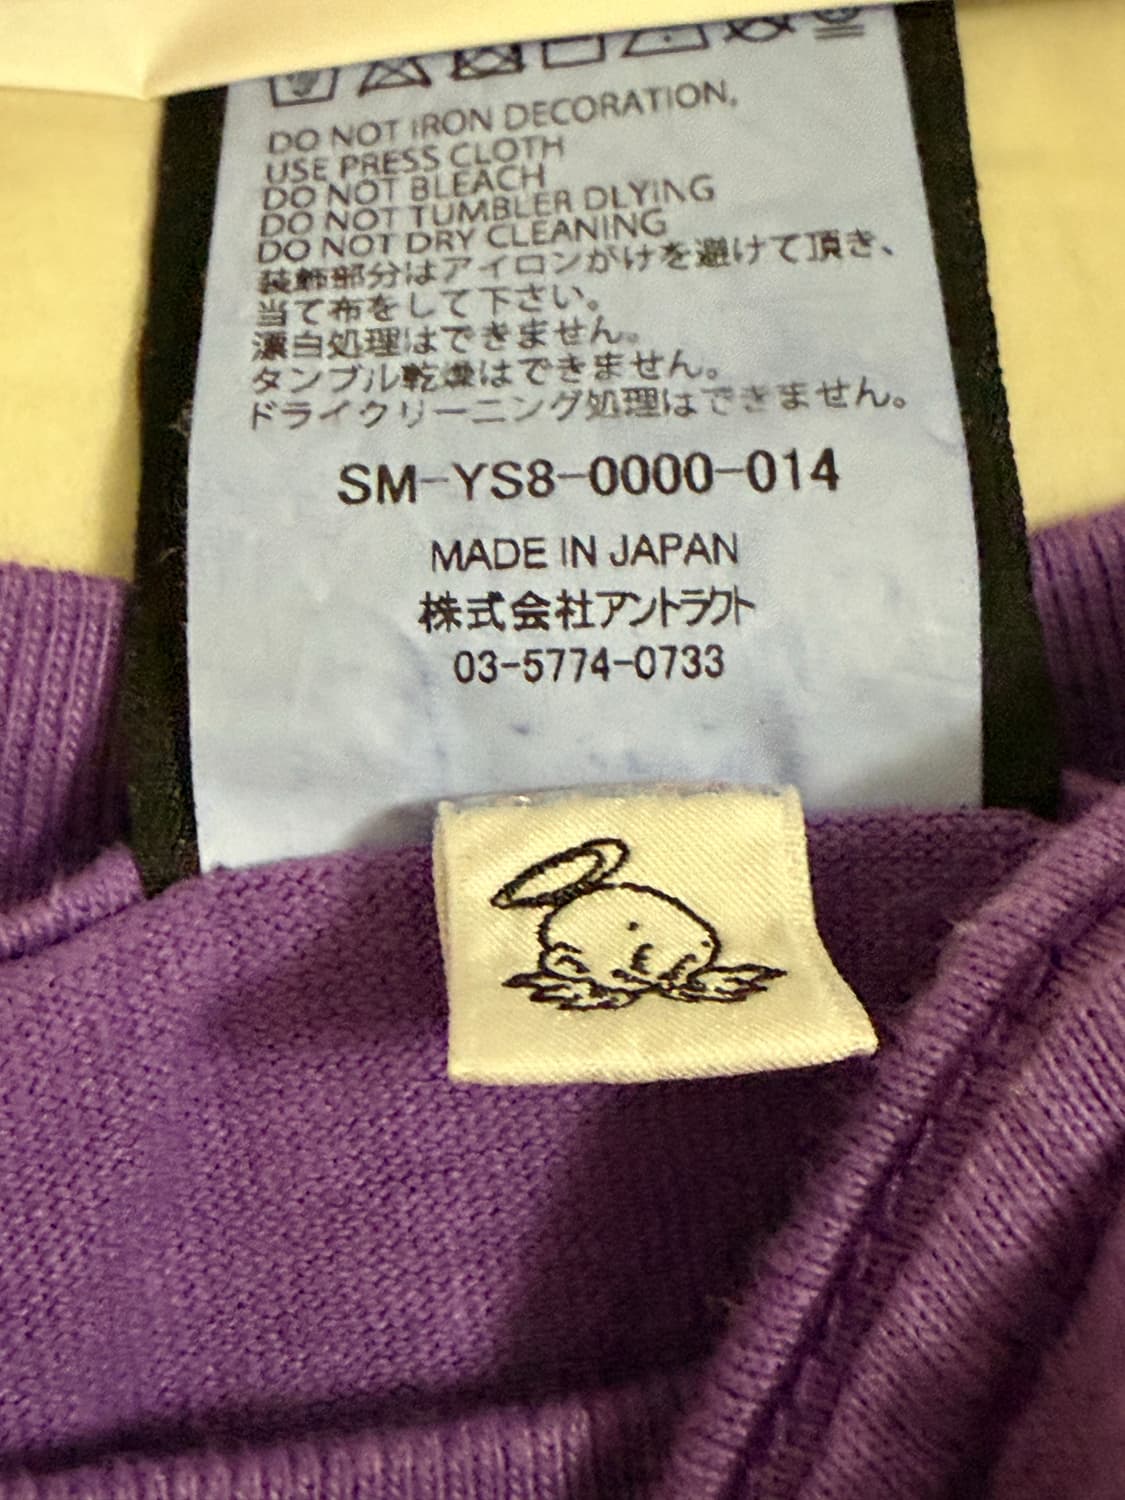 DO NOT IRON DECORATION,
USE PRESS CLOTH
DO NOT BLEACH
DO NOT TUMBLER DLYING
DO NOT DRY CLEANING
装飾部分はアイロンがけを避けて頂き、
当て布をして下さい。
漂白処理はできません。
タンブル乾燥はできません。
ドライクリーニング処理はできません。
SM-YS8-0000-014
MADE IN JAPAN
株式会社アントラクト
03-5774-0733